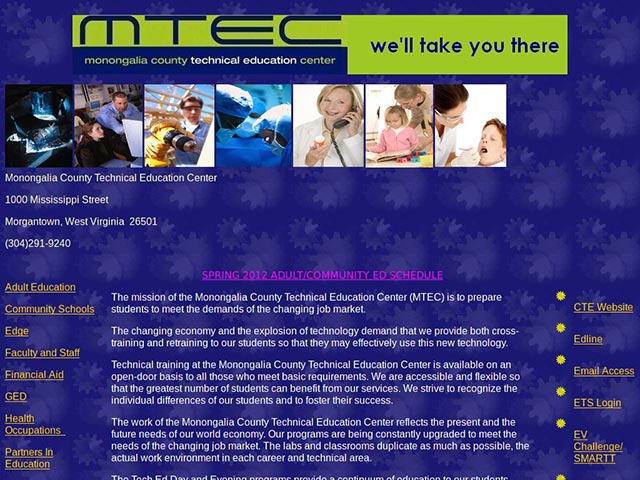 MTEC
monongalia county technical education center
we'll take you there
Monongalia County Technical Education Center
1000 Mississippi Street
Morgantown, West Virginia  26501
(304)291-9240
SPRING 2012 ADULT/COMMUNITY ED SCHEDULE
Adult Education
Community Schools
Edge
Faculty and Staff
Financial Aid
GED
Health
Occupations
Partners In
Education
The mission of the Monongalia County Technical Education Center (MTEC) is to prepare
students to meet the demands of the changing job market.
The changing economy and the explosion of technology demand that we provide both cross-
training and retraining to our students so that they may effectively use this new technology.
Technical training at the Monongalia County Technical Education Center is available on an
open-door basis to all those who meet basic requirements. We are accessible and flexible so
that the greatest number of students can benefit from our services. We strive to recognize the
individual differences of our students and to foster their success.
The work of the Monongalia County Technical Education Center reflects the present and the
future needs of our world economy. Our programs are being constantly upgraded to meet the
needs of the changing job market. The labs and classrooms duplicate as much as possible, the
actual work environment in each career and technical area.
The Tech Ed Day and Evening programs provide a continuum of education to our students
CTE Website
Edline
Email Access
ETS Login
EV
Challenge/
SMARTT